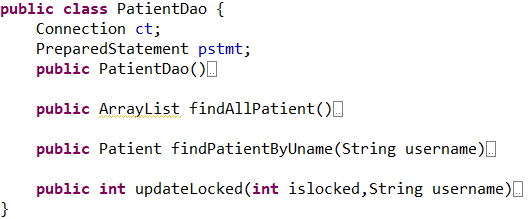 public class PatientDao {
Connection ct;
PreparedStatement pstmt;
public PatientDao()
public ArrayList findAllPatient()
public Patient findPatientByUname(String username)
public int updateLocked(int islocked,String username)
}